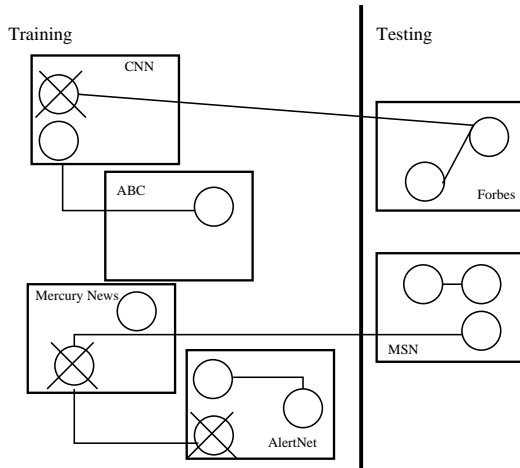 Training
Testing
CNN
ABC
Forbes
Mercury News
MSN
AlertNet